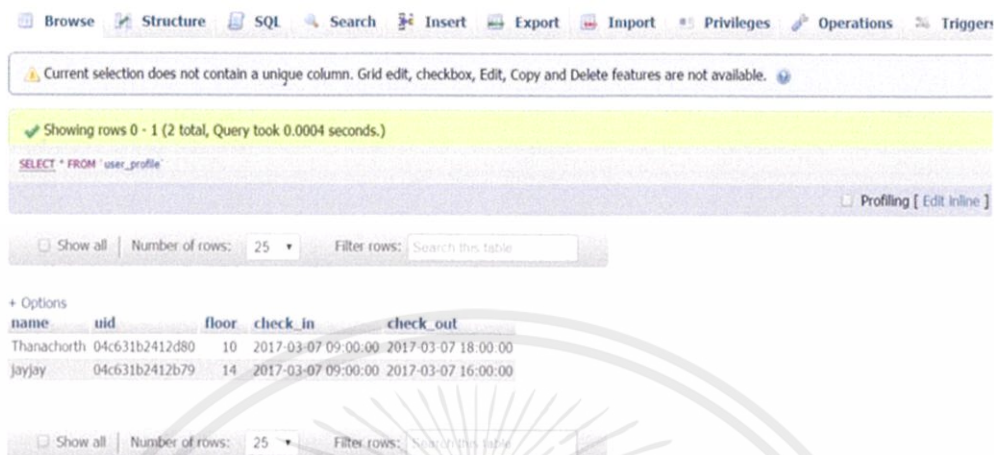 Browse Structure SQL Search Insert Export Import Privileges Operations Triggers
Current selection does not contain a unique column. Grid edit, checkbox, Edit, Copy and Delete features are not available.
Showing rows 0 - 1 (2 total, Query took 0.0004 seconds.)
SELECT * FROM `user_profile`
Profiling [ Edit inline ]
Show all | Number of rows: 25 Filter rows: Search this table
+ Options
name uid floor check_in check_out
Thanachorth 04c631b2412d80 10 2017-03-07 09:00:00 2017-03-07 18:00:00
jayjay 04c631b2412b79 14 2017-03-07 09:00:00 2017-03-07 16:00:00
Show all | Number of rows: 25 Filter rows: Search this table